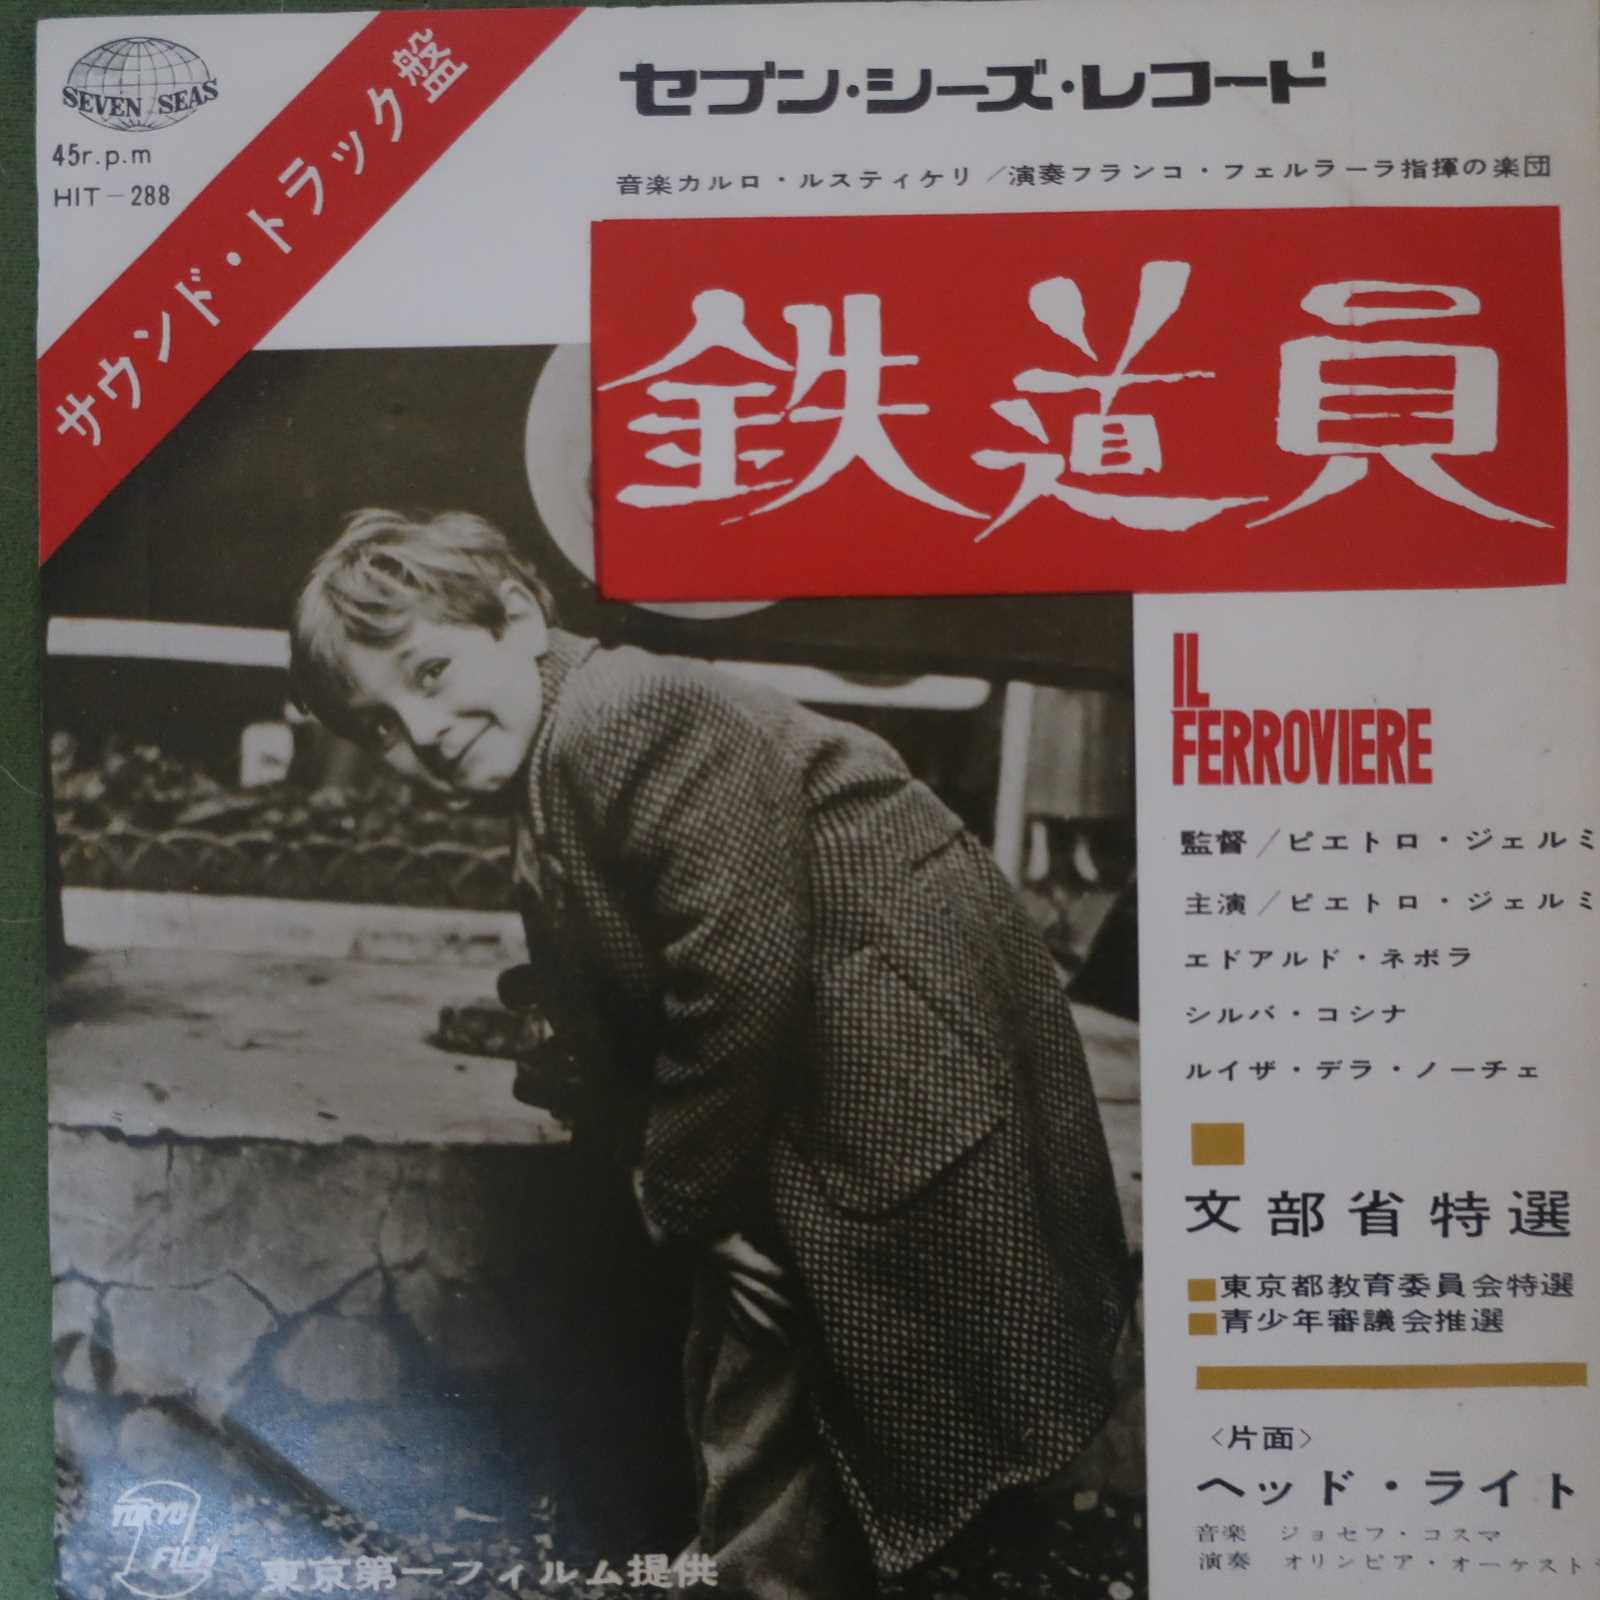 SEVEN SEAS
45r.p.m
HIT-288
サウンド・トラック盤
セブン・シーズ・レコード
音楽カルロ・ルスティケリ/演奏フランコ・フェルラーラ指揮の楽団
鉄道員
IL
FERROVIERE
監督/ピエトロ・ジェルミ
主演/ピエトロ・ジェルミ
エドアルド・ネボラ
シルバ・コシナ
ルイザ・デラ・ノーチェ
文部省特選
東京都教育委員会特選
青少年審議会推選
〈片面〉
ヘッド・ライト
音楽 ジョセフ・コスマ
演奏 オリンピア・オーケスト
TOKYO
FILM
東京第一フィルム提供